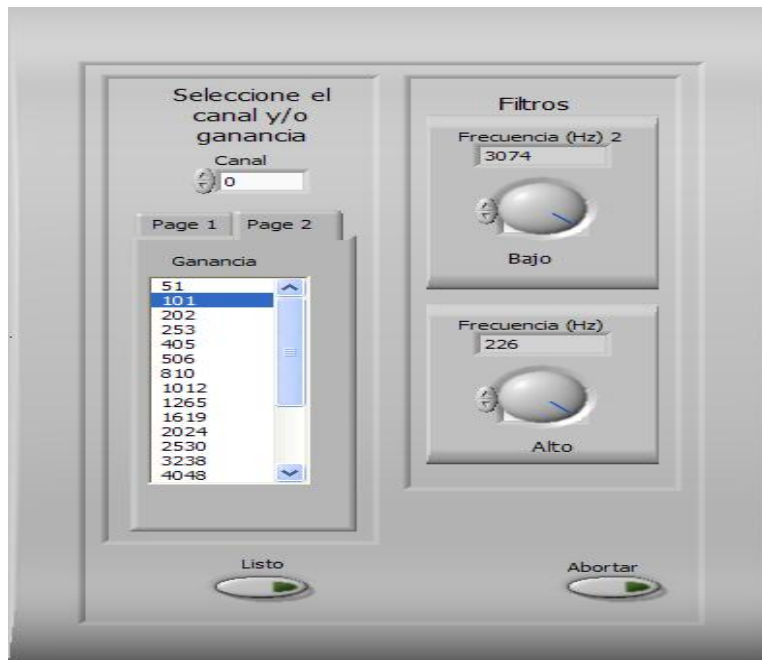 Seleccione el
canal y/o
ganancia
Canal
0
Page 1
Page 2
Ganancia
51
101
202
253
405
506
810
1012
1265
1619
2024
2530
3238
4048
Filtros
Frecuencia (Hz) 2
3074
Bajo
Frecuencia (Hz)
226
Alto
Listo
Abortar